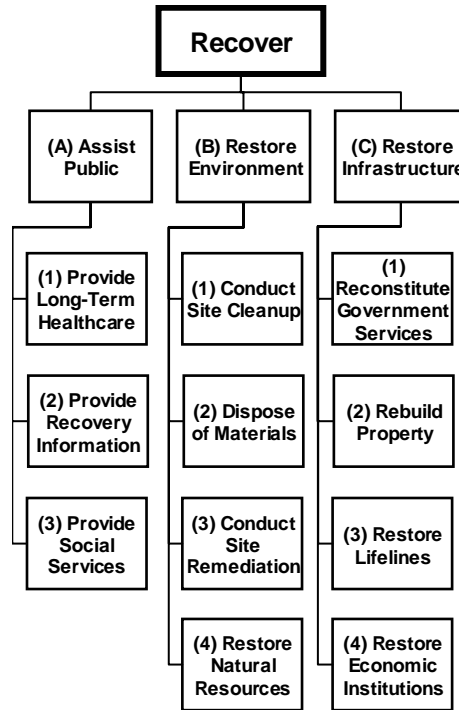 Recover
(A) Assist
Public
(B) Restore
Environment
(C) Restore
Infrastructure
(1) Provide
Long-Term
Healthcare
(2) Provide
Recovery
Information
(3) Provide
Social
Services
(1) Conduct
Site Cleanup
(2) Dispose
of Materials
(3) Conduct
Site
Remediation
(4) Restore
Natural
Resources
(1)
Reconstitute
Government
Services
(2) Rebuild
Property
(3) Restore
Lifelines
(4) Restore
Economic
Institutions